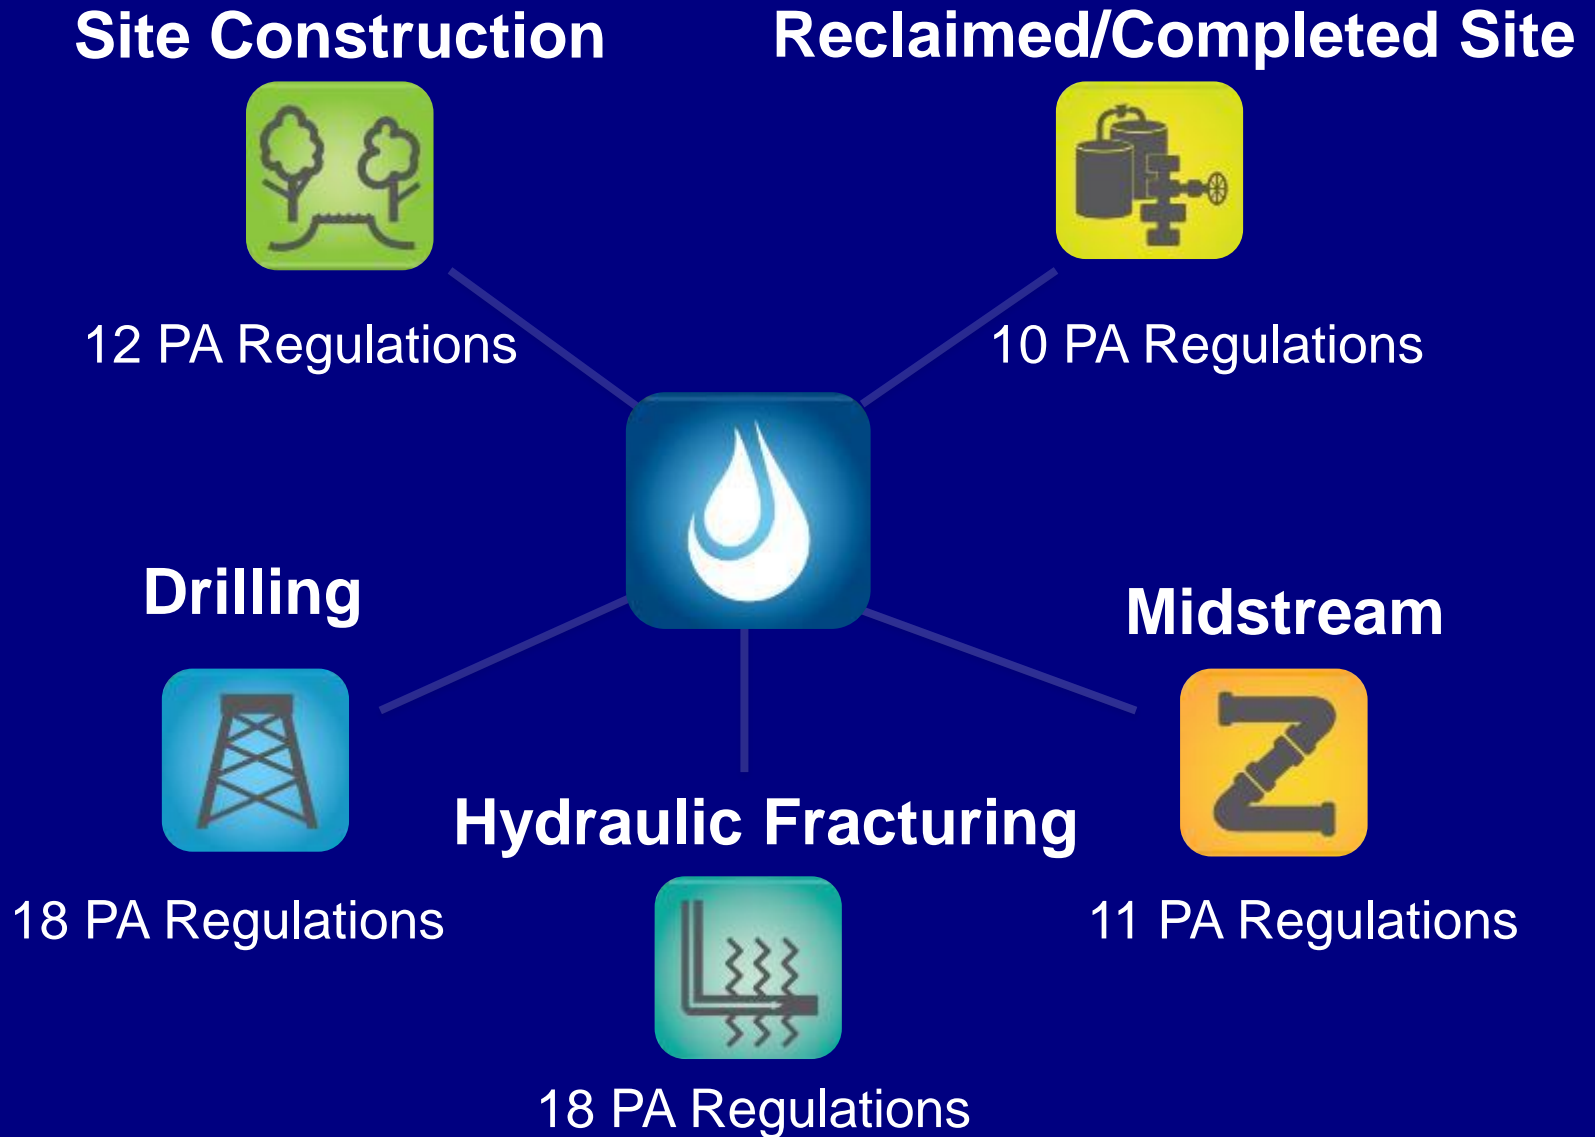 Site Construction
12 PA Regulations
Reclaimed/Completed Site
10 PA Regulations
Drilling
18 PA Regulations
Hydraulic Fracturing
18 PA Regulations
Midstream
11 PA Regulations